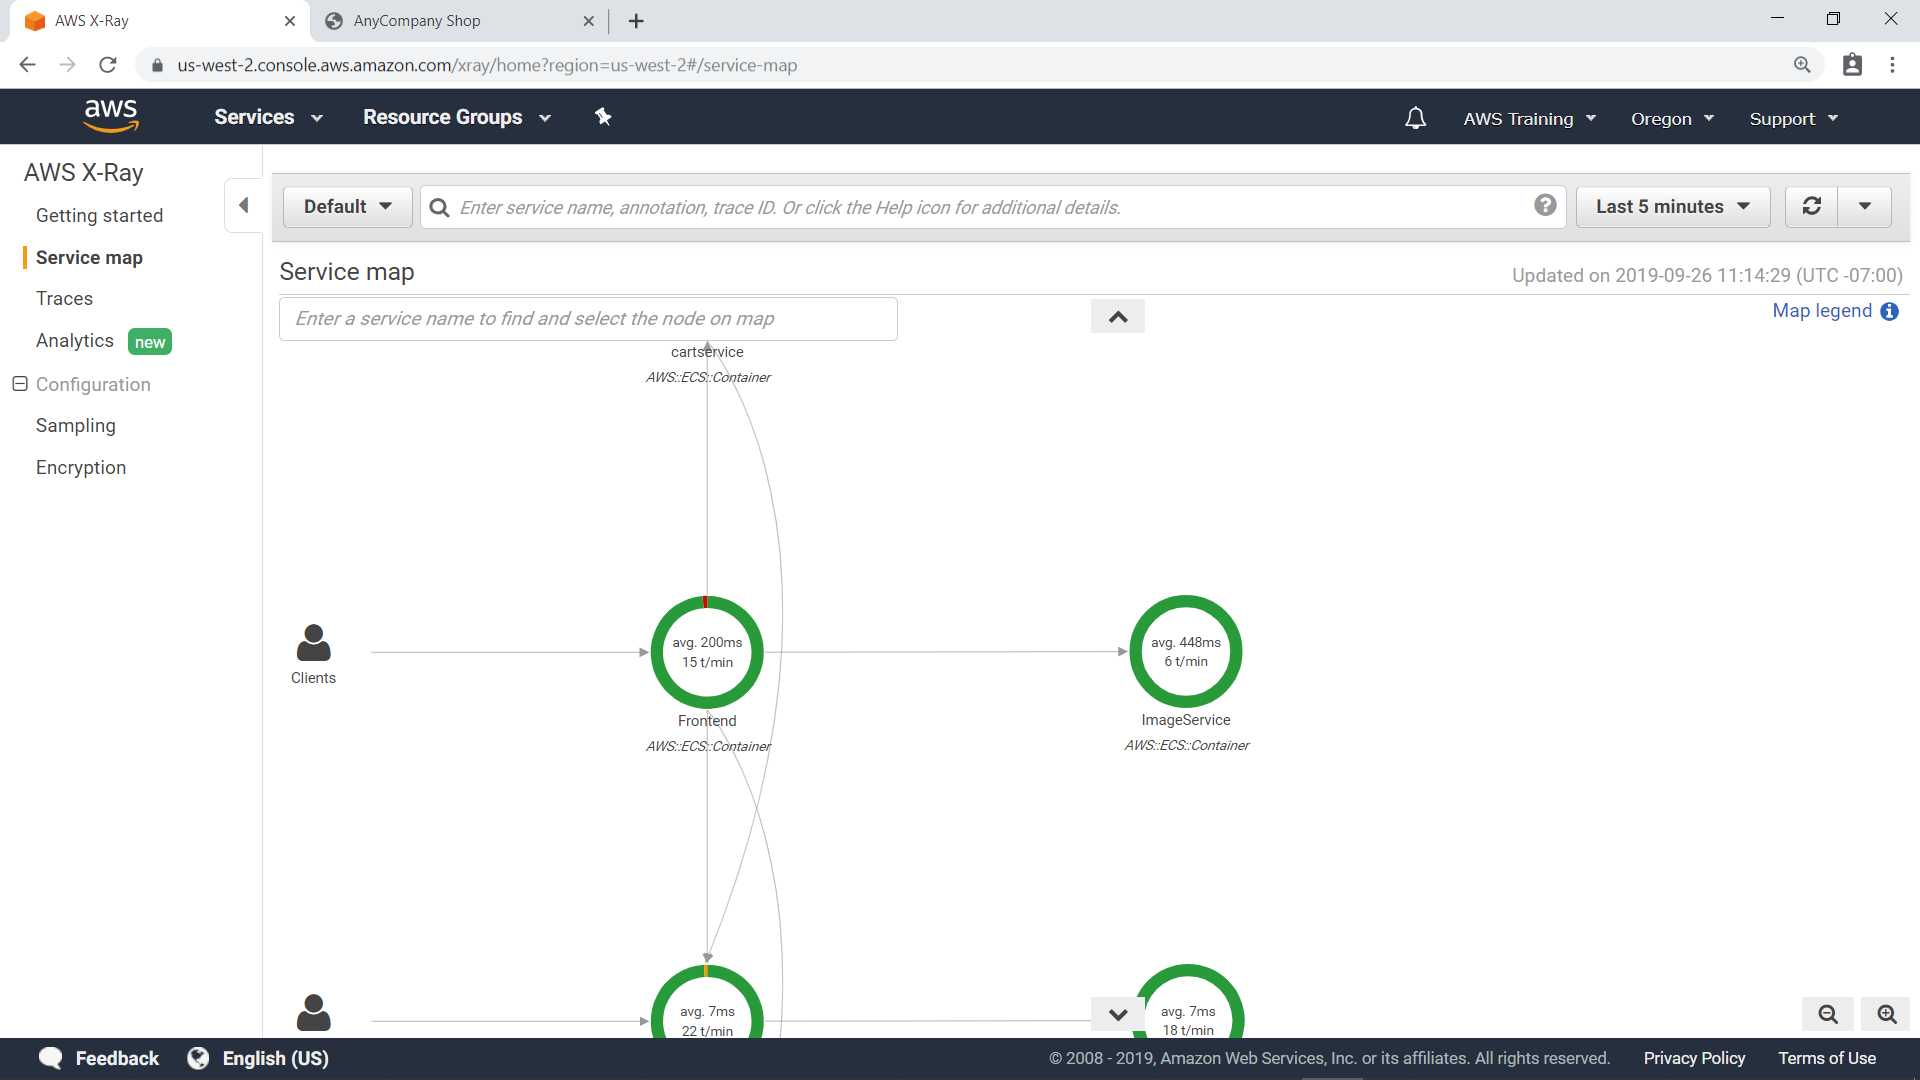 AWS X-Ray
AnyCompany Shop
us-west-2.console.aws.amazon.com/xray/home?region=us-west-2#/service-map
aws
Services
Resource Groups
AWS Training
Oregon
Support
AWS X-Ray
Getting started
Service map
Traces
Analytics new
Configuration
Sampling
Encryption
Default
Enter service name, annotation, trace ID. Or click the Help icon for additional details.
Last 5 minutes
Service map
Updated on 2019-09-26 11:14:29 (UTC -07:00)
Enter a service name to find and select the node on map
Map legend
cartservice
AWS::ECS::Container
Clients
avg. 200ms
15 t/min
Frontend
AWS::ECS::Container
avg. 448ms
6 t/min
ImageService
AWS::ECS::Container
avg. 7ms
22 t/min
avg. 7ms
18 t/min
Feedback
English (US)
© 2008 - 2019, Amazon Web Services, Inc. or its affiliates. All rights reserved.
Privacy Policy
Terms of Use